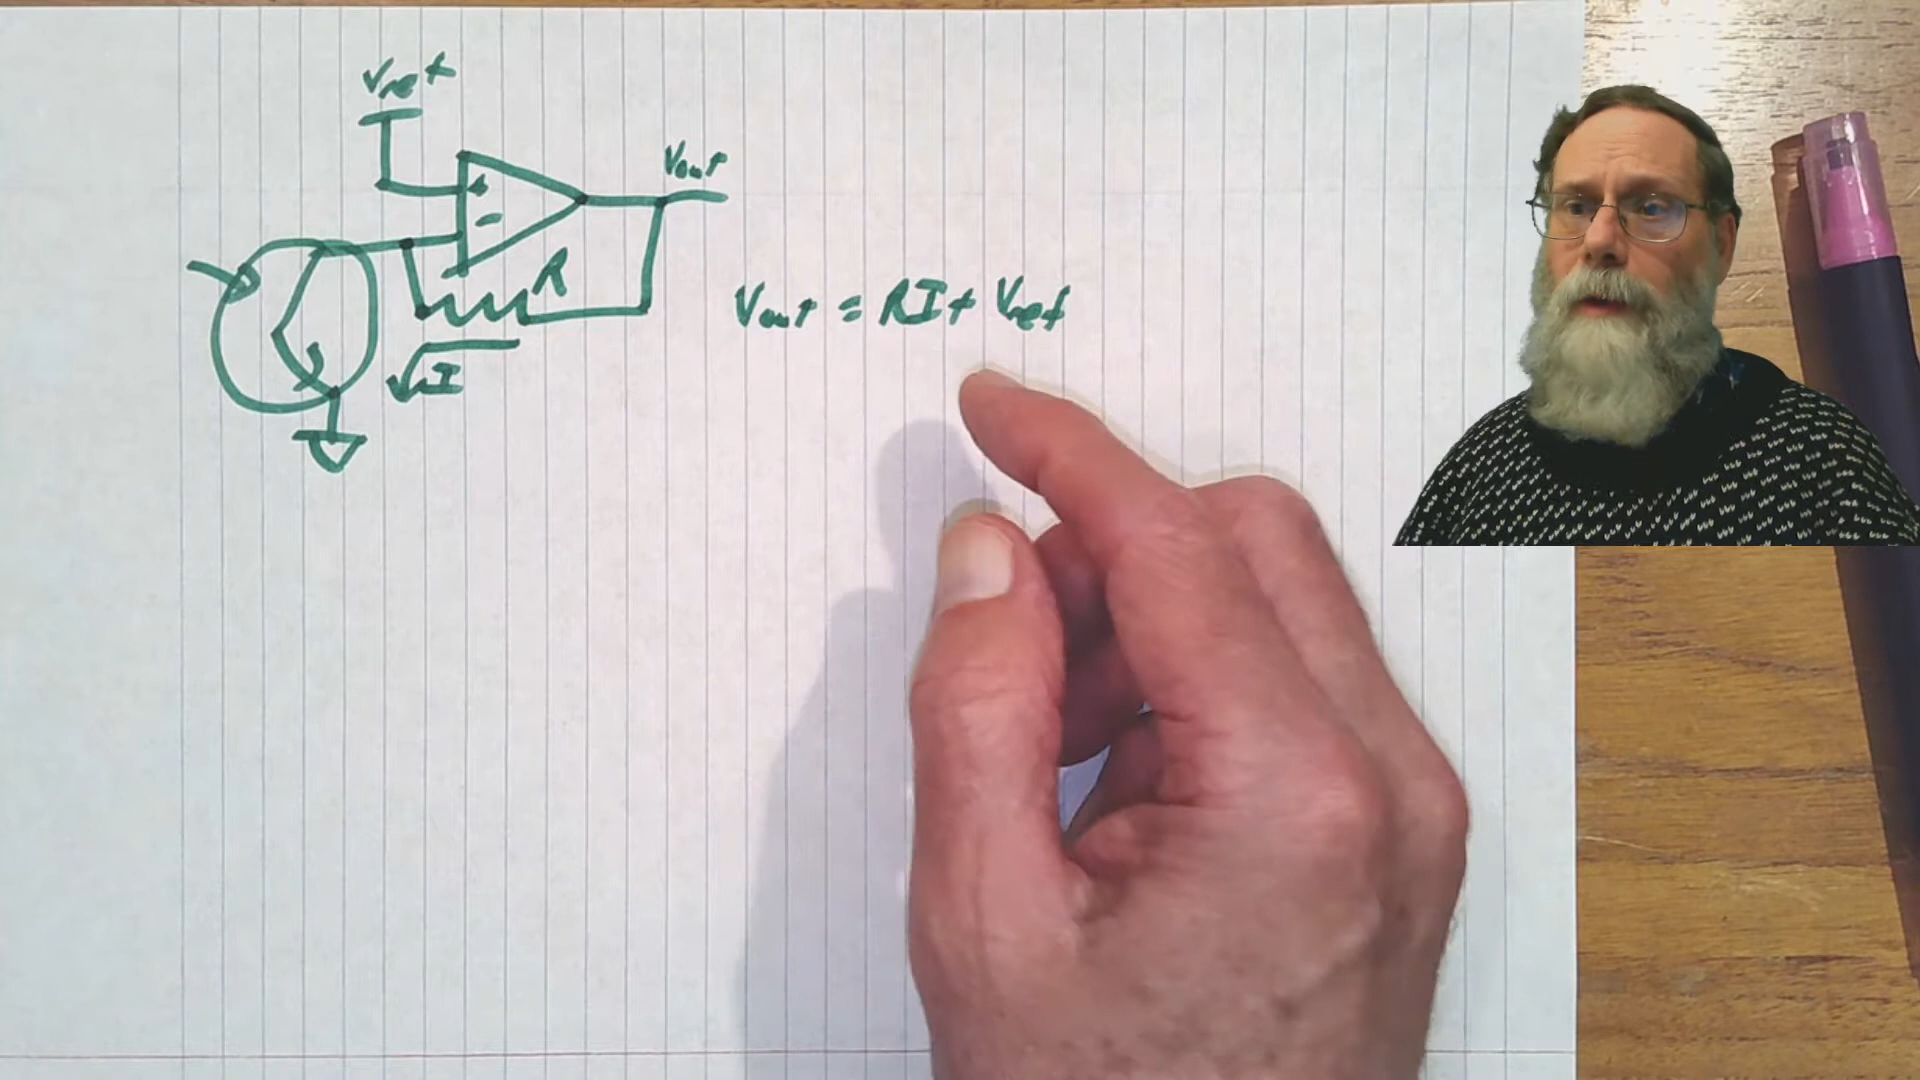 Vref
+
-
Vout
R
Vout = RI + Vref
I